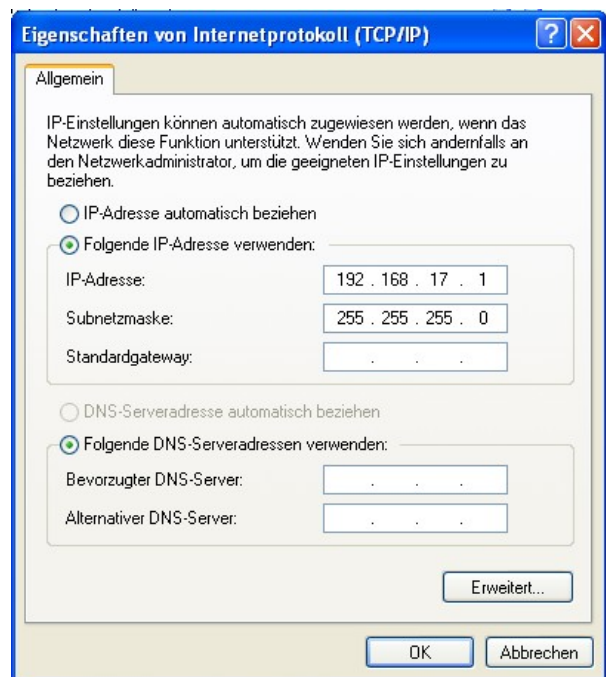 Eigenschaften von Internetprotokoll (TCP/IP)
Allgemein
IP-Einstellungen können automatisch zugewiesen werden, wenn das
Netzwerk diese Funktion unterstützt. Wenden Sie sich andernfalls an
den Netzwerkadministrator, um die geeigneten IP-Einstellungen zu
beziehen.
IP-Adresse automatisch beziehen
Folgende IP-Adresse verwenden:
IP-Adresse: 192 . 168 . 17 . 1
Subnetzmaske: 255 . 255 . 255 . 0
Standardgateway: . . .
DNS-Serveradresse automatisch beziehen
Folgende DNS-Serveradressen verwenden:
Bevorzugter DNS-Server: . . .
Alternativer DNS-Server: . . .
Erweitert...
OK Abbrechen